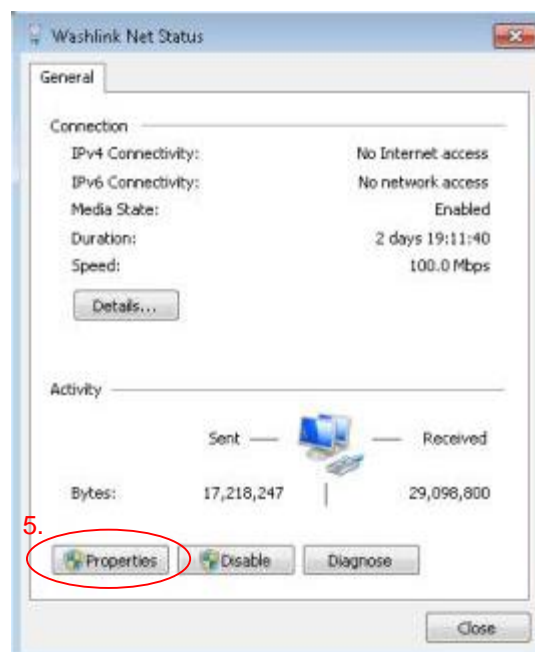 Washlink Net Status
General
Connection
IPv4 Connectivity: No Internet access
IPv6 Connectivity: No network access
Media State: Enabled
Duration: 2 days 19:11:40
Speed: 100.0 Mbps
Details...
Activity
Sent Received
Bytes: 17,218,247 29,098,800
5.
Properties Disable Diagnose
Close